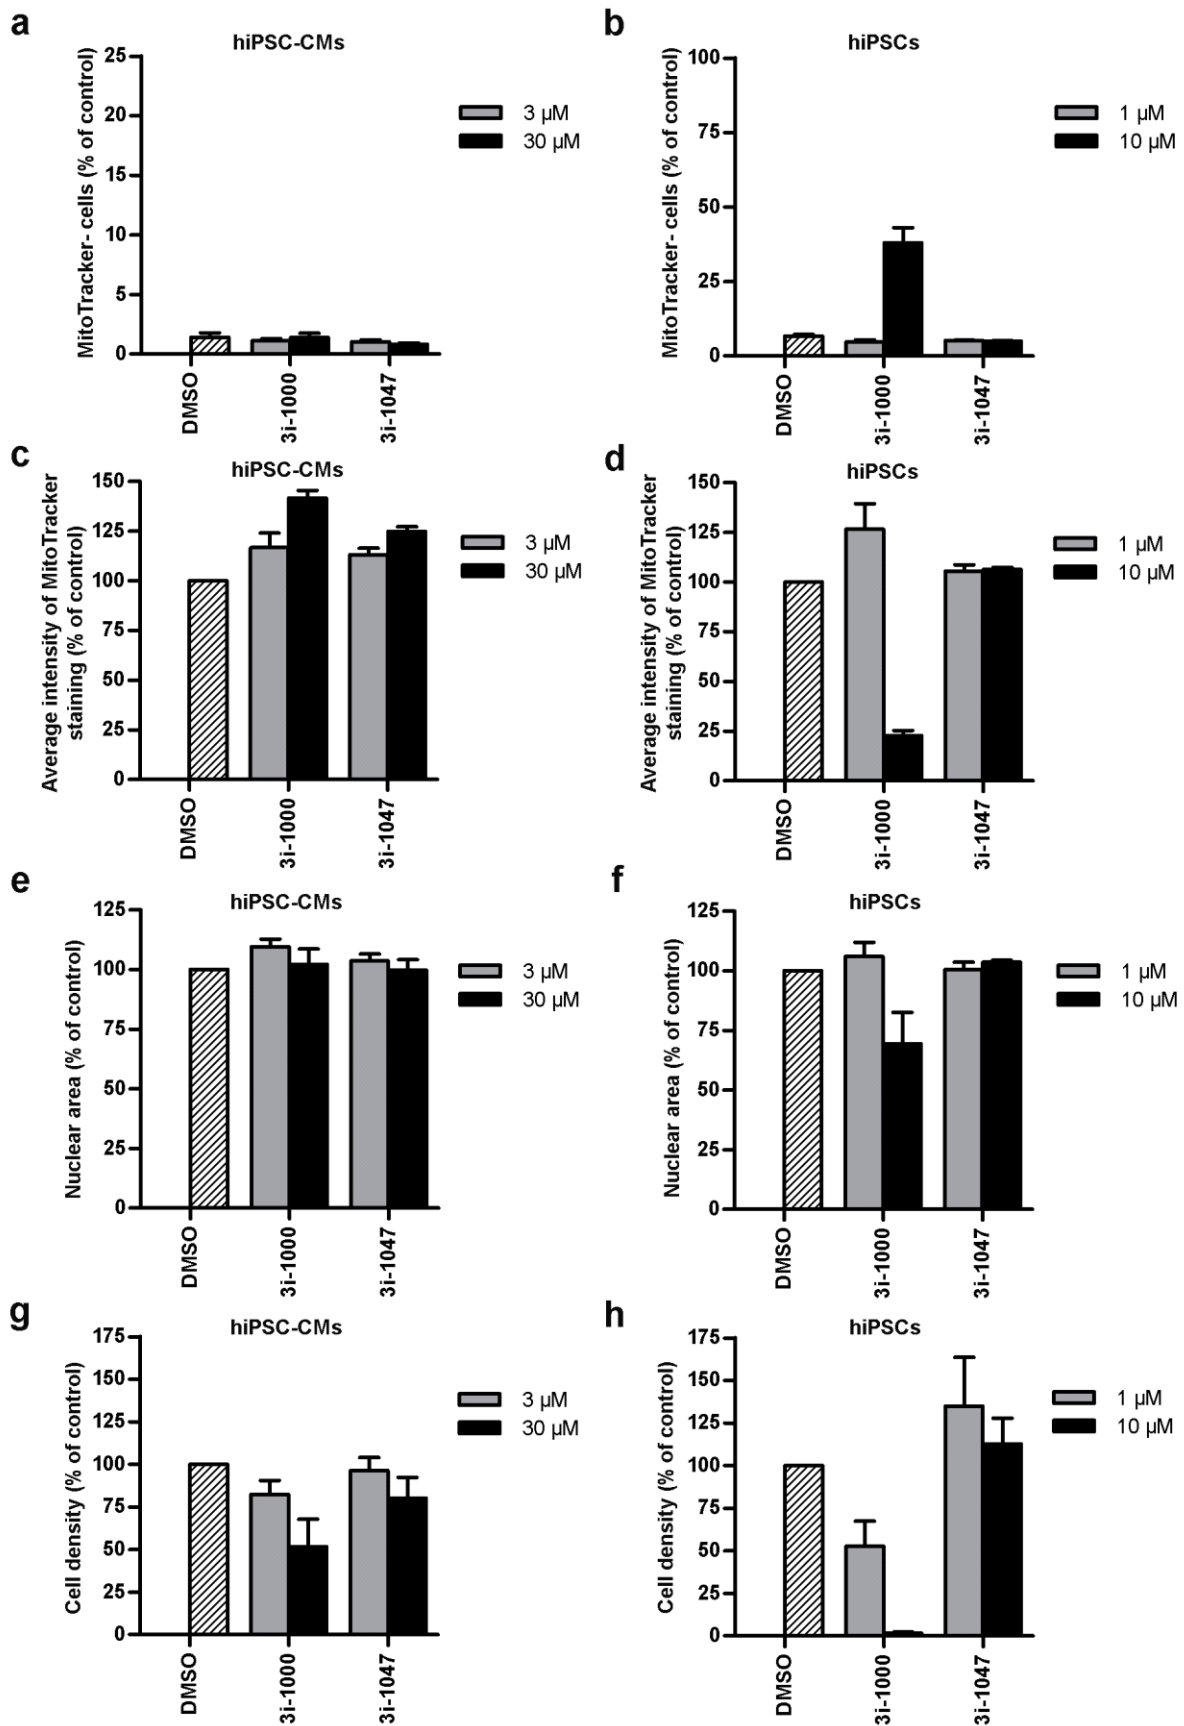 a
hiPSC-CMs
MitoTracker- cells (% of control)
25
20
15
10
5
0
DMSO
3i-1000
3i-1047
3 µM
30 µM
b
hiPSCs
MitoTracker- cells (% of control)
100
75
50
25
0
DMSO
3i-1000
3i-1047
1 µM
10 µM
c
hiPSC-CMs
Average intensity of MitoTracker
staining (% of control)
150
125
100
75
50
25
0
DMSO
3i-1000
3i-1047
3 µM
30 µM
d
hiPSCs
Average intensity of MitoTracker
staining (% of control)
150
125
100
75
50
25
0
DMSO
3i-1000
3i-1047
1 µM
10 µM
e
hiPSC-CMs
Nuclear area (% of control)
125
100
75
50
25
0
DMSO
3i-1000
3i-1047
3 µM
30 µM
f
hiPSCs
Nuclear area (% of control)
125
100
75
50
25
0
DMSO
3i-1000
3i-1047
1 µM
10 µM
g
hiPSC-CMs
Cell density (% of control)
175
150
125
100
75
50
25
0
DMSO
3i-1000
3i-1047
3 µM
30 µM
h
hiPSCs
Cell density (% of control)
175
150
125
100
75
50
25
0
DMSO
3i-1000
3i-1047
1 µM
10 µM